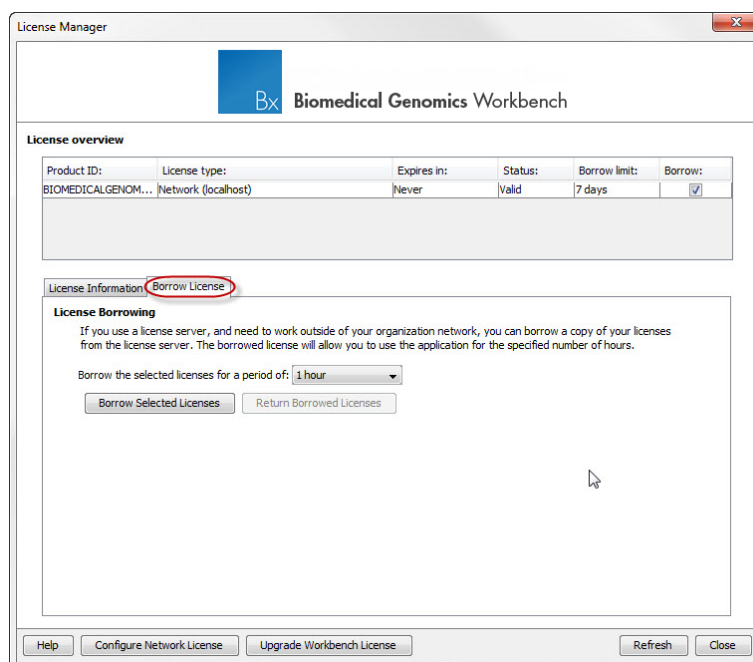 License Manager
Bx Biomedical Genomics Workbench
License overview
Product ID: License type: Expires in: Status: Borrow limit: Borrow:
BIOMEDICALGENOM... Network (localhost) Never Valid 7 days
License Information Borrow License
License Borrowing
If you use a license server, and need to work outside of your organization network, you can borrow a copy of your licenses
from the license server. The borrowed license will allow you to use the application for the specified number of hours.
Borrow the selected licenses for a period of: 1 hour
Borrow Selected Licenses Return Borrowed Licenses
Help Configure Network License Upgrade Workbench License Refresh Close